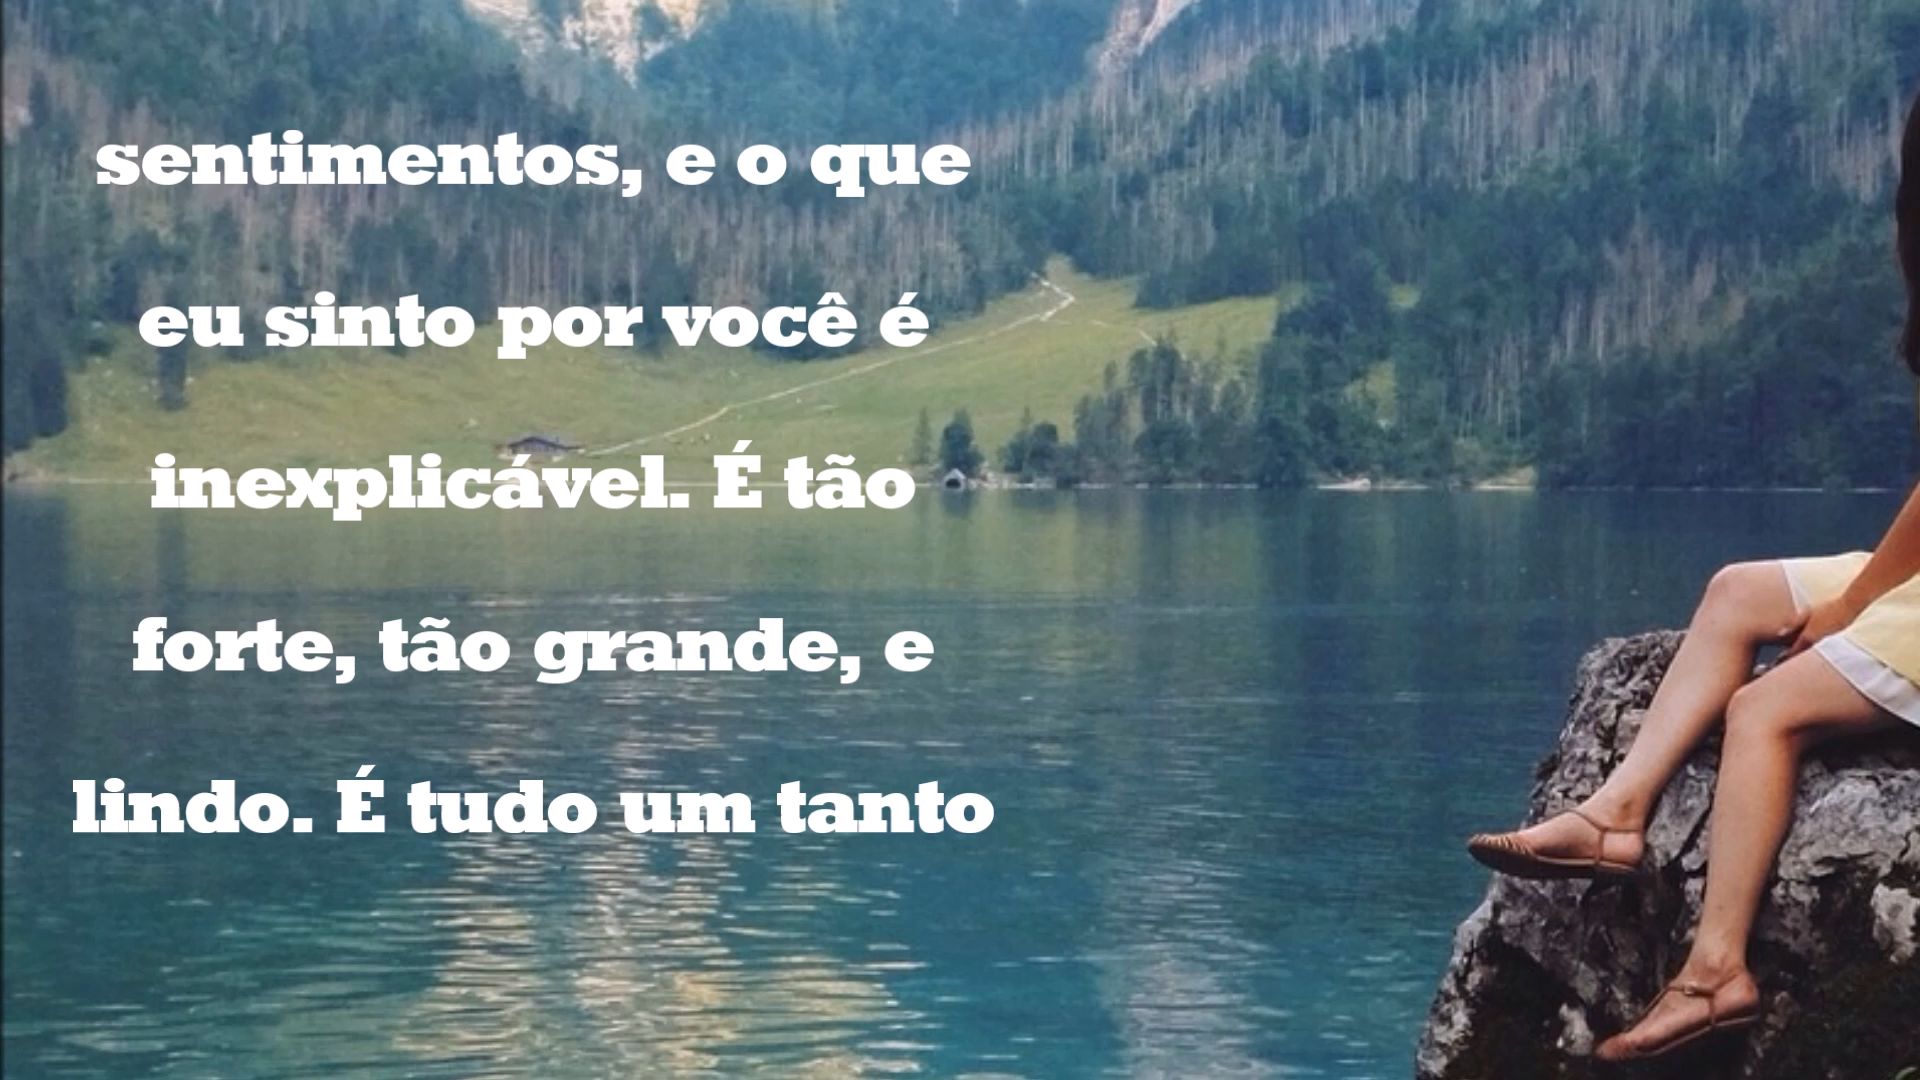 sentimentos, e o que
eu sinto por você é
inexplicável. É tão
forte, tão grande, e
lindo. É tudo um tanto